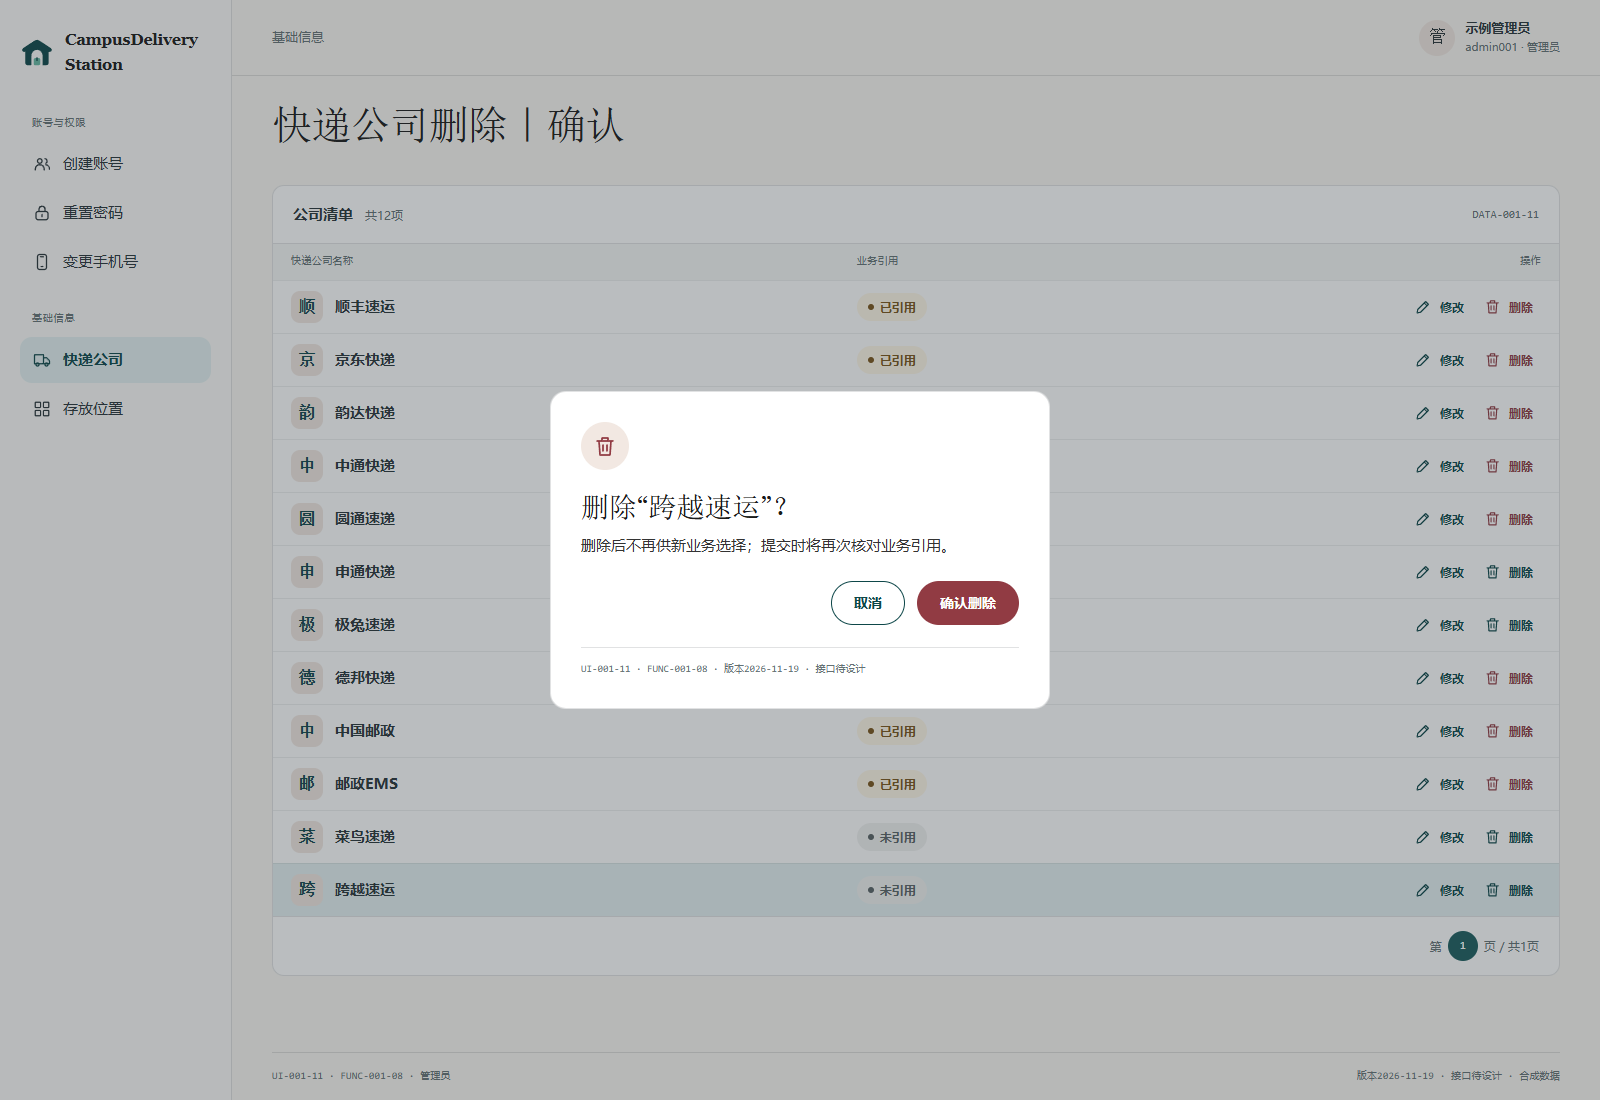 CampusDelivery
Station
账号与权限
创建账号
重置密码
变更手机号
基础信息
快递公司
存放位置
基础信息
管
示例管理员
admin001 · 管理员
快递公司删除｜确认
公司清单 共12项
DATA-001-11
快递公司名称 业务引用 操作
顺 顺丰速运 已引用 修改 删除
京 京东快递 已引用 修改 删除
韵 韵达快递 修改 删除
中 中通快递 修改 删除
圆 圆通速递 修改 删除
申 申通快递 修改 删除
极 极兔速递 修改 删除
德 德邦快递 修改 删除
中 中国邮政 已引用 修改 删除
邮 邮政EMS 已引用 修改 删除
菜 菜鸟速递 未引用 修改 删除
跨 跨越速运 未引用 修改 删除
第 1 页 / 共1页
删除“跨越速运”？
删除后不再供新业务选择；提交时将再次核对业务引用。
取消 确认删除
UI-001-11 · FUNC-001-08 · 版本2026-11-19 · 接口待设计
UI-001-11 · FUNC-001-08 · 管理员
版本2026-11-19 · 接口待设计 · 合成数据